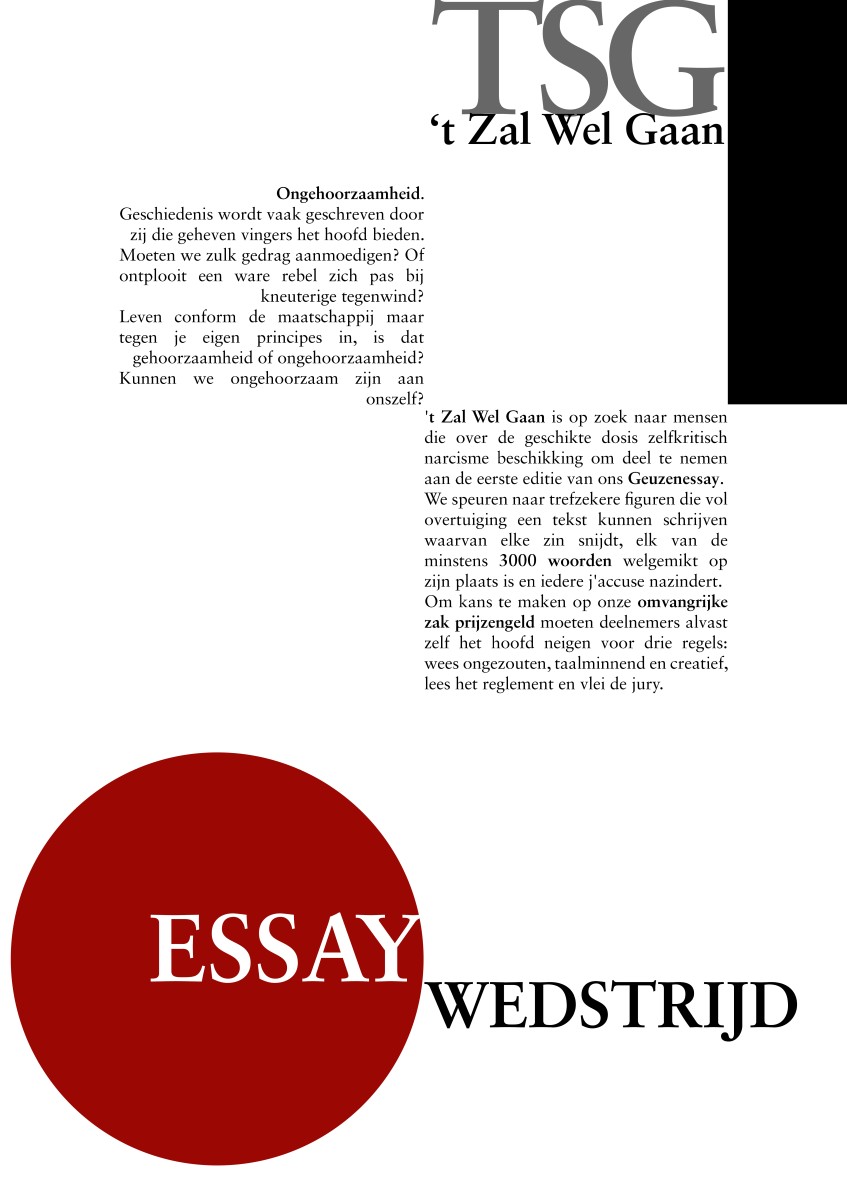 TSG
‘t Zal Wel Gaan
Ongehoorzaamheid.
Geschiedenis wordt vaak geschreven door
zij die geheven vingers het hoofd bieden.
Moeten we zulk gedrag aanmoedigen? Of
ontplooit een ware rebel zich pas bij
kneuterige tegenwind?
Leven conform de maatschappij maar
tegen je eigen principes in, is dat
gehoorzaamheid of ongehoorzaamheid?
Kunnen we ongehoorzaam zijn aan
onszelf?
't Zal Wel Gaan is op zoek naar mensen
die over de geschikte dosis zelfkritisch
narcisme beschikking om deel te nemen
aan de eerste editie van ons Geuzenessay.
We speuren naar trefzekere figuren die vol
overtuiging een tekst kunnen schrijven
waarvan elke zin snijdt, elk van de
minstens 3000 woorden welgemikt op
zijn plaats is en iedere j'accuse nazindert.
Om kans te maken op onze omvangrijke
zak prijzengeld moeten deelnemers alvast
zelf het hoofd neigen voor drie regels:
wees ongezouten, taalminnend en creatief,
lees het reglement en vlei de jury.
ESSAY
WEDSTRIJD